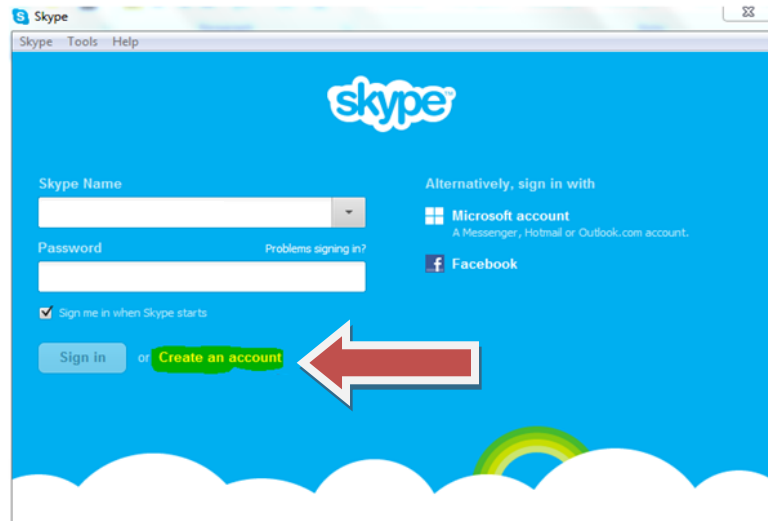 Skype
Skype Tools Help
skype™
Skype Name
Password
Problems signing in?
Sign me in when Skype starts
Sign in or Create an account
Alternatively, sign in with
Microsoft account
A Messenger, Hotmail or Outlook.com account.
Facebook